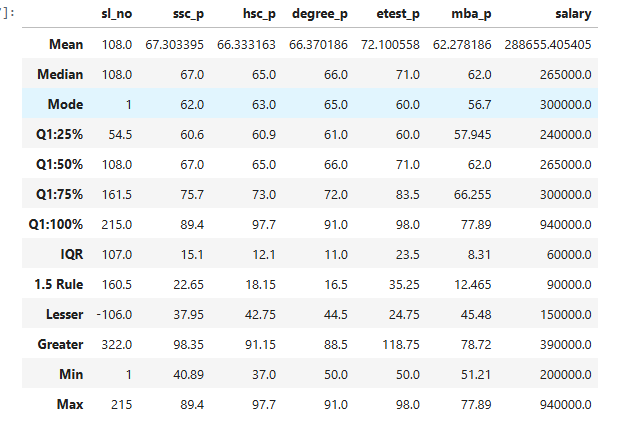 ]:
sl_no ssc_p hsc_p degree_p etest_p mba_p salary
Mean 108.0 67.303395 66.333163 66.370186 72.100558 62.278186 288655.405405
Median 108.0 67.0 65.0 66.0 71.0 62.0 265000.0
Mode 1 62.0 63.0 65.0 60.0 56.7 300000.0
Q1:25% 54.5 60.6 60.9 61.0 60.0 57.945 240000.0
Q1:50% 108.0 67.0 65.0 66.0 71.0 62.0 265000.0
Q1:75% 161.5 75.7 73.0 72.0 83.5 66.255 300000.0
Q1:100% 215.0 89.4 97.7 91.0 98.0 77.89 940000.0
IQR 107.0 15.1 12.1 11.0 23.5 8.31 60000.0
1.5 Rule 160.5 22.65 18.15 16.5 35.25 12.465 90000.0
Lesser -106.0 37.95 42.75 44.5 24.75 45.48 150000.0
Greater 322.0 98.35 91.15 88.5 118.75 78.72 390000.0
Min 1 40.89 37.0 50.0 50.0 51.21 200000.0
Max 215 89.4 97.7 91.0 98.0 77.89 940000.0